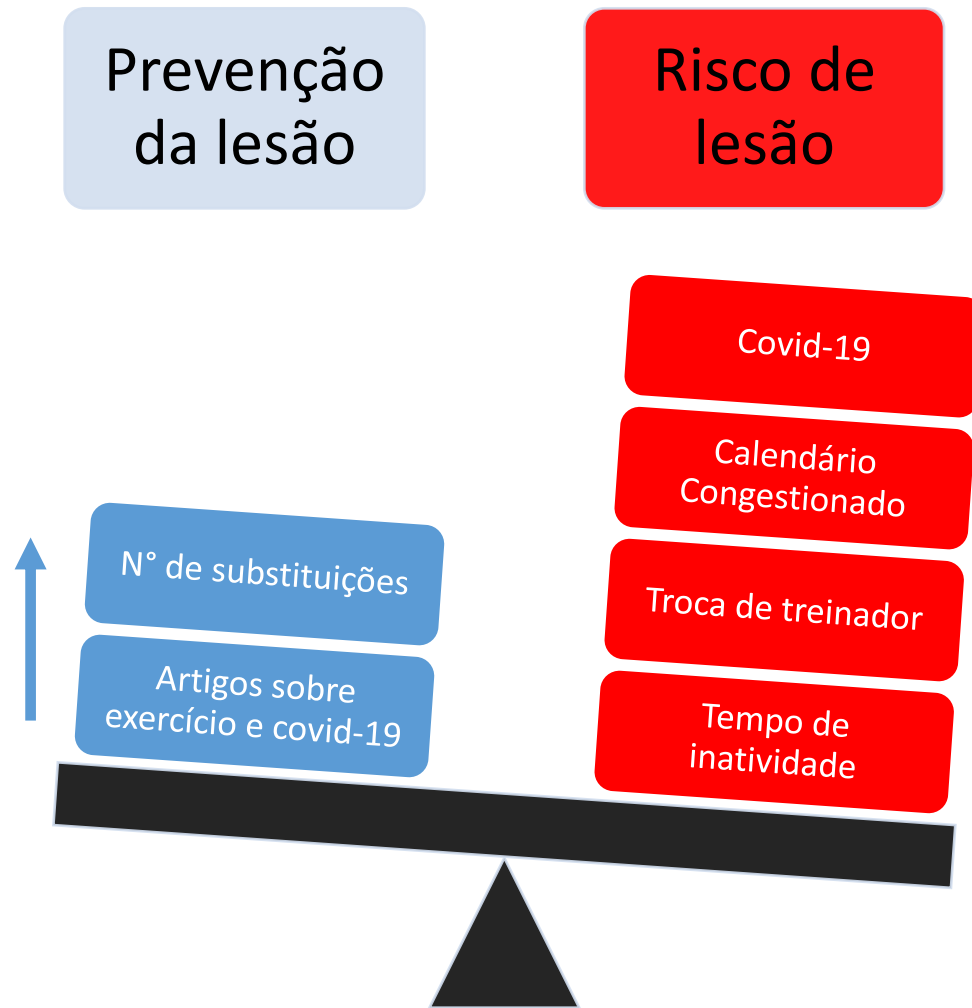 Prevenção
da lesão
Risco de
lesão
N° de substituições
Artigos sobre
exercício e covid-19
Covid-19
Calendário
Congestionado
Troca de treinador
Tempo de
inatividade